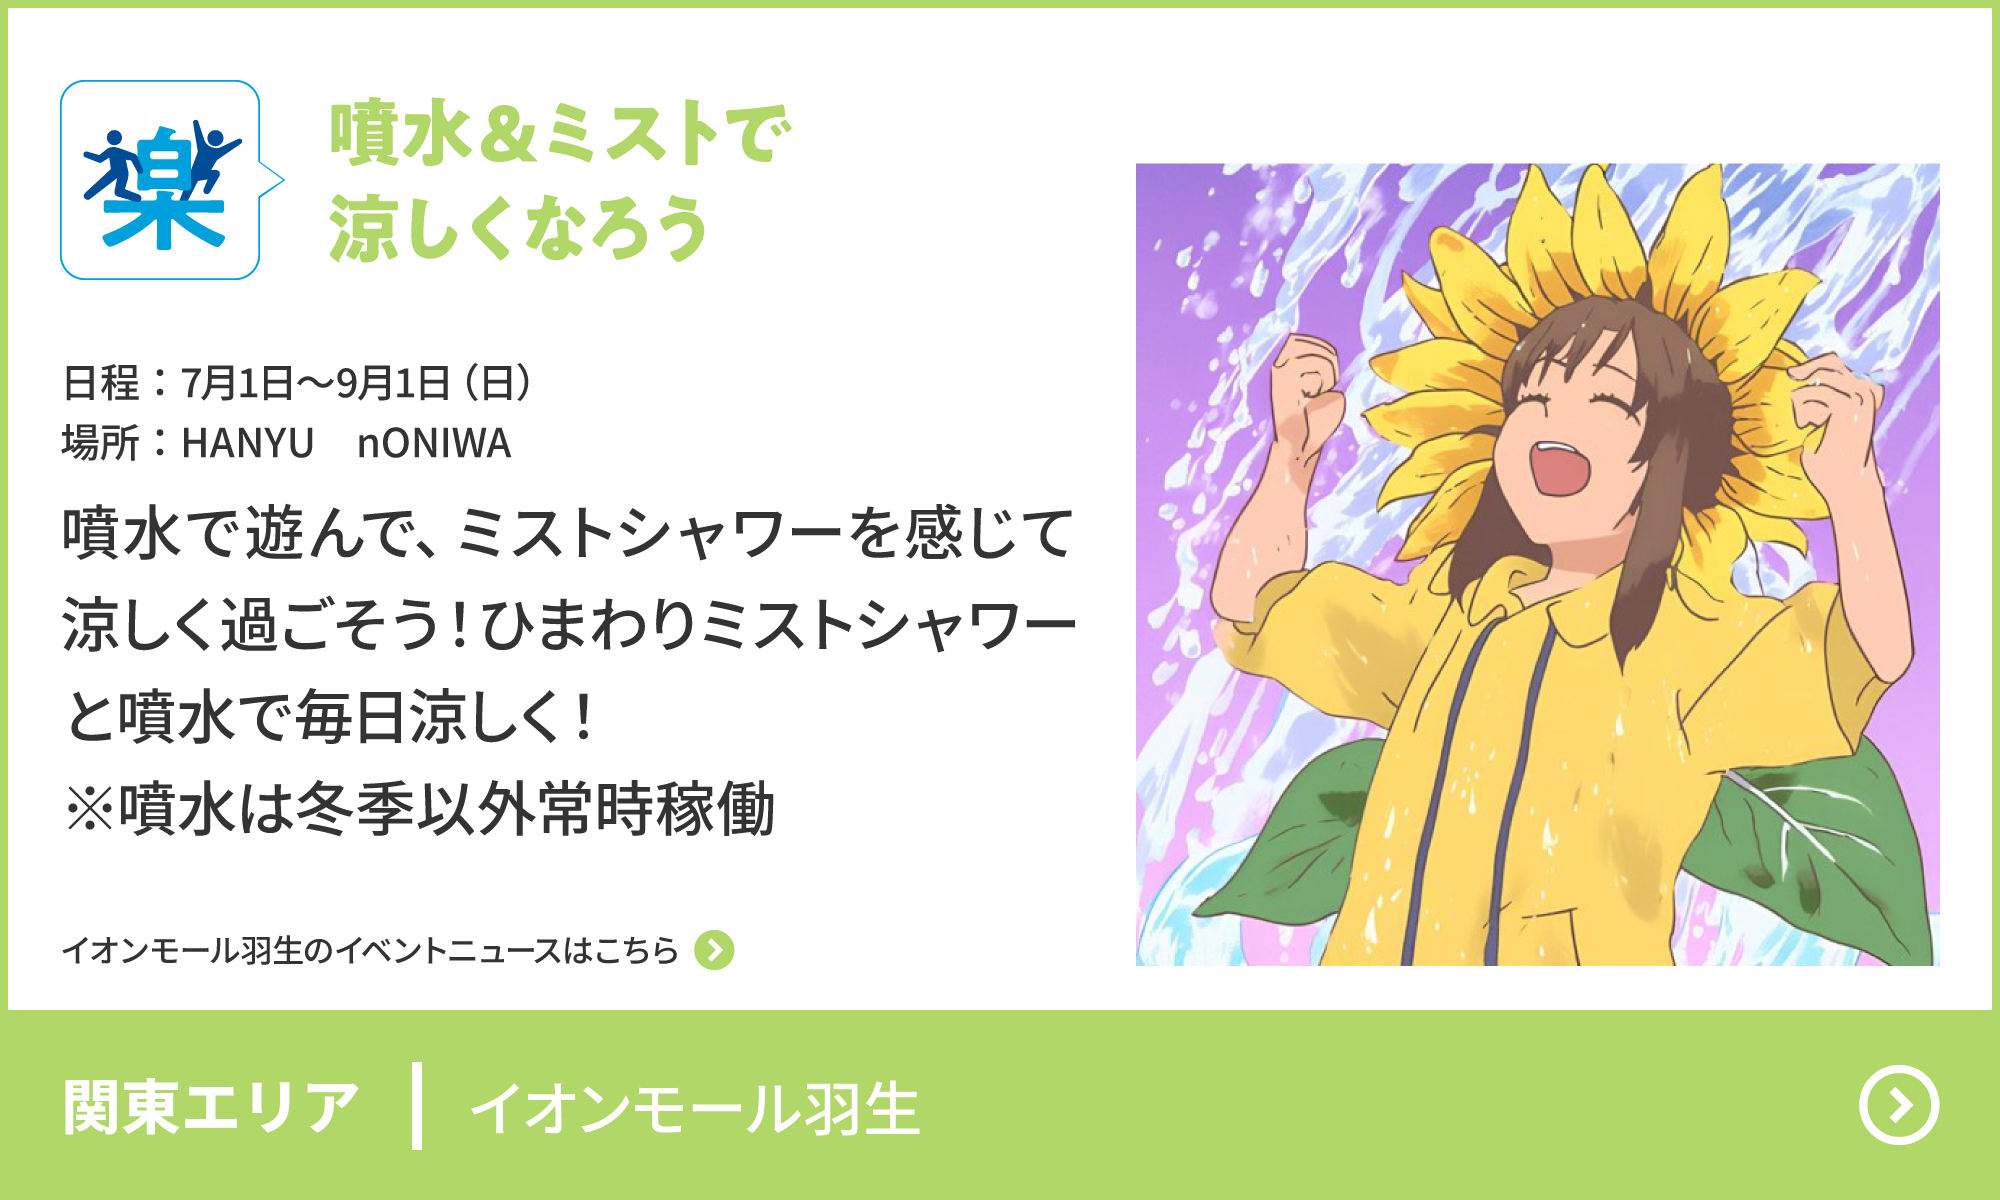 楽
噴水＆ミストで
涼しくなろう
日程：7月1日～9月1日（日）
場所：HANYU　nONIWA
噴水で遊んで、ミストシャワーを感じて
涼しく過ごそう！ひまわりミストシャワー
と噴水で毎日涼しく！
※噴水は冬季以外常時稼働
イオンモール羽生のイベントニュースはこちら
関東エリア
イオンモール羽生